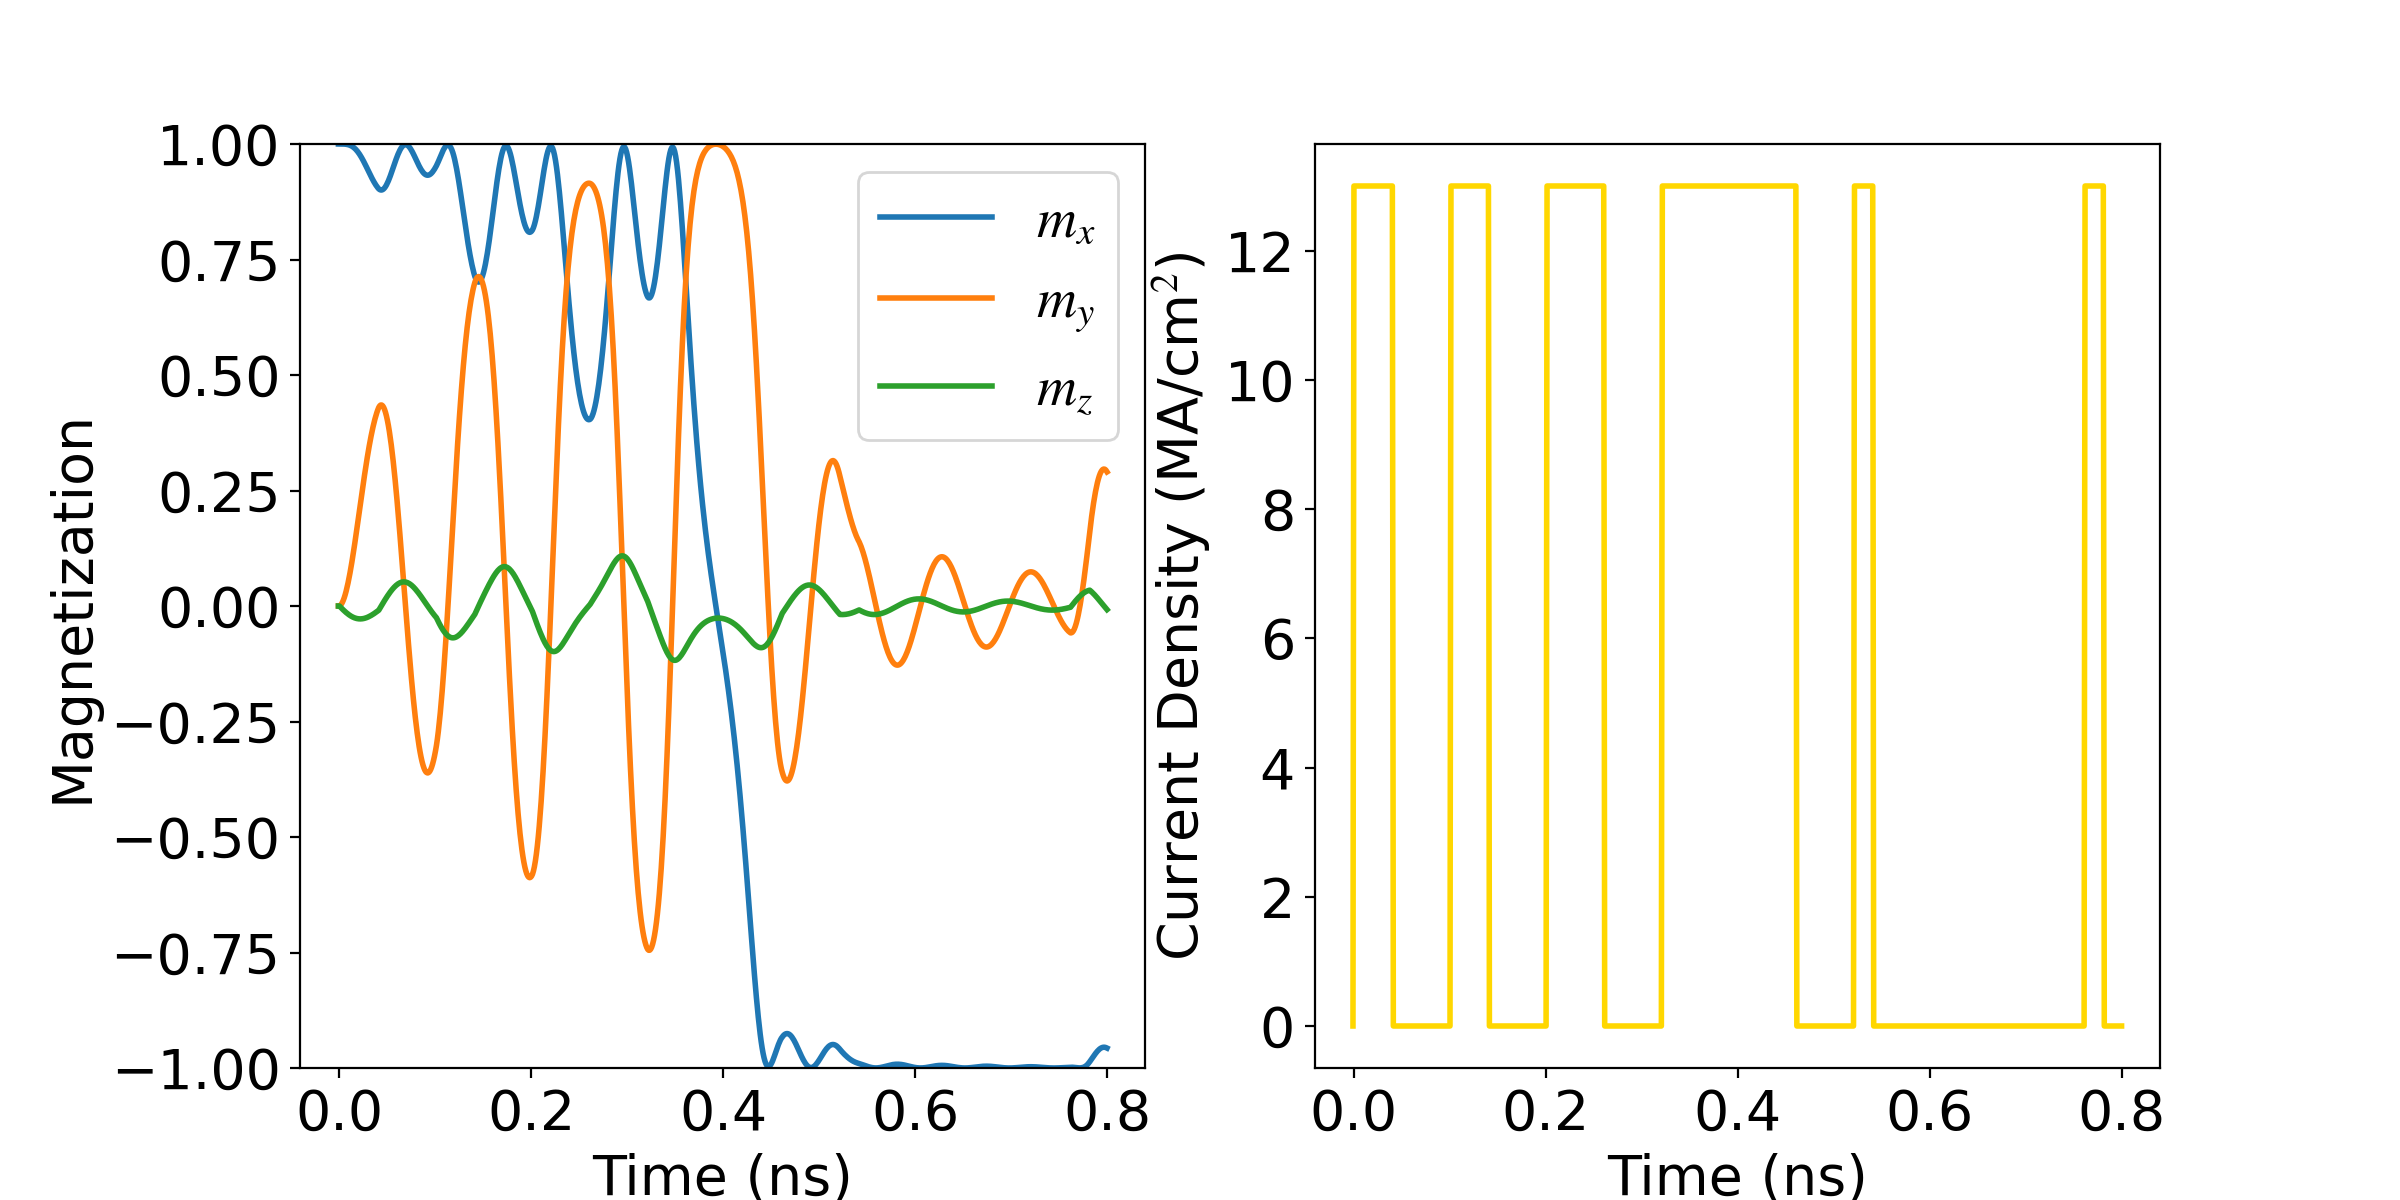 Magnetization
1.00
0.75
0.50
0.25
0.00
−0.25
−0.50
−0.75
−1.00
0.0 0.2 0.4 0.6 0.8
Time (ns)
m_x
m_y
m_z
Current Density (MA/cm²)
12
10
8
6
4
2
0
0.0 0.2 0.4 0.6 0.8
Time (ns)